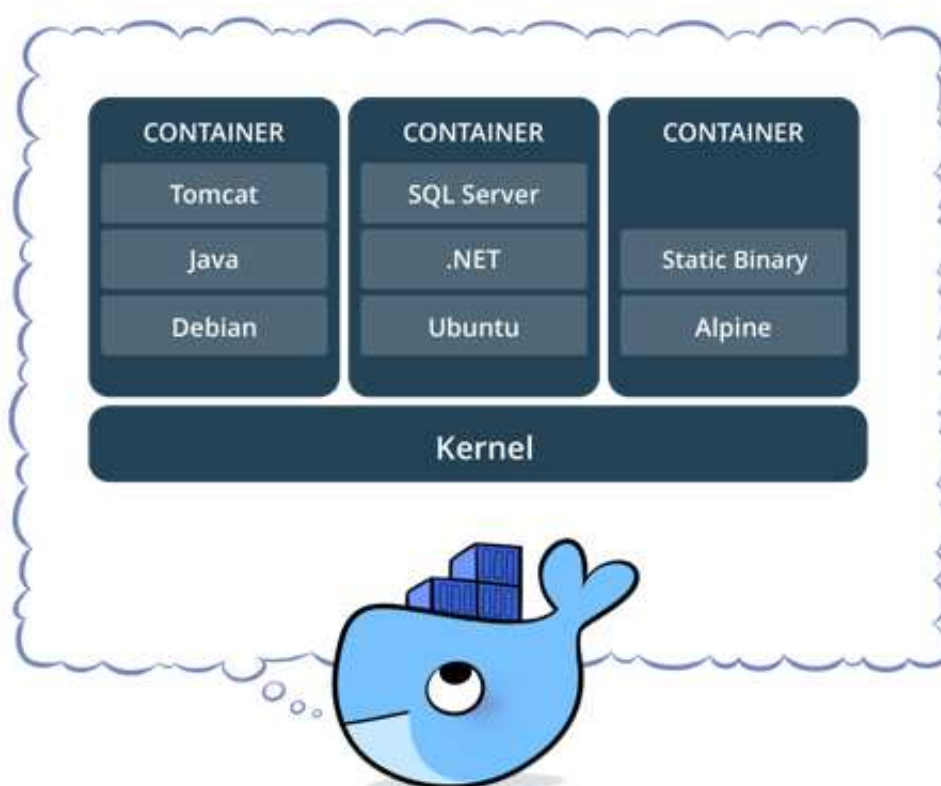 CONTAINER
Tomcat
Java
Debian
CONTAINER
SQL Server
.NET
Ubuntu
CONTAINER
Static Binary
Alpine
Kernel